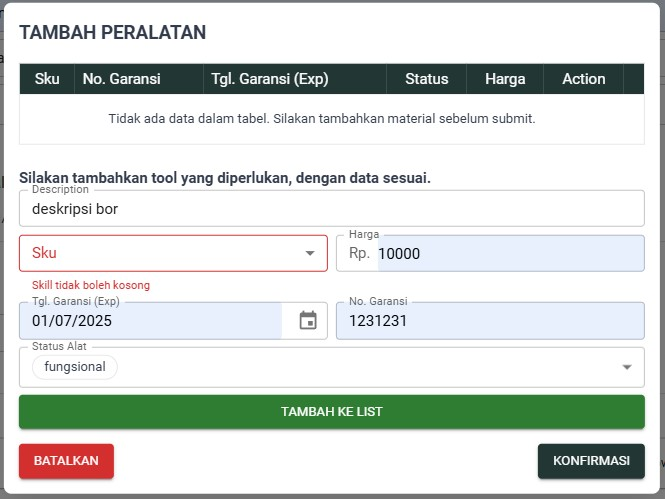 TAMBAH PERALATAN
Sku No. Garansi Tgl. Garansi (Exp) Status Harga Action
Tidak ada data dalam tabel. Silakan tambahkan material sebelum submit.
Silakan tambahkan tool yang diperlukan, dengan data sesuai.
Description
deskripsi bor
Sku
Harga
Rp. 10000
Skill tidak boleh kosong
Tgl. Garansi (Exp)
01/07/2025
No. Garansi
1231231
Status Alat
fungsional
TAMBAH KE LIST
BATALKAN
KONFIRMASI